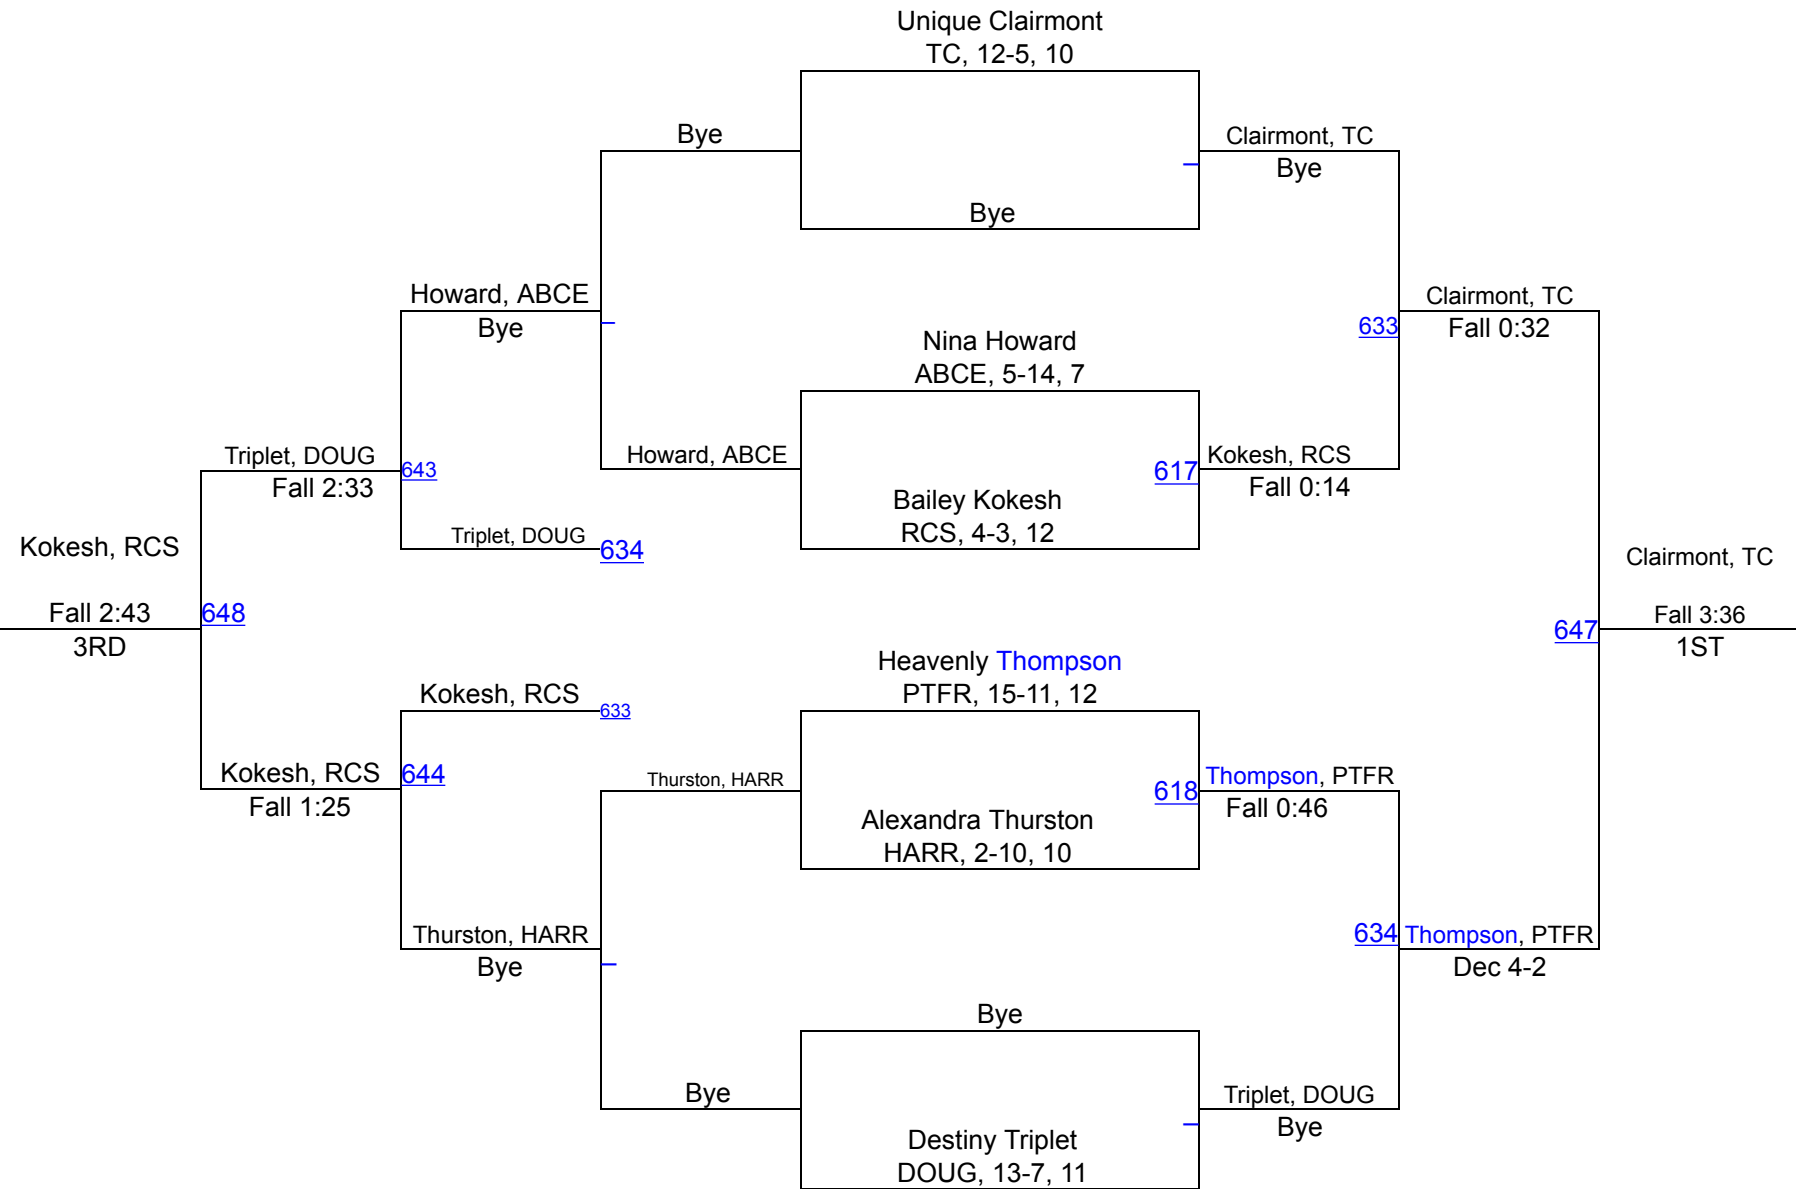 Unique Clairmont
TC, 12-5, 10
Bye
Clairmont, TC
Bye
Bye
Howard, ABCE
Bye
Clairmont, TC
633
Fall 0:32
Nina Howard
ABCE, 5-14, 7
Triplet, DOUG
643
Howard, ABCE
617
Kokesh, RCS
Fall 2:33
Fall 0:14
Bailey Kokesh
RCS, 4-3, 12
Triplet, DOUG
634
Kokesh, RCS
Clairmont, TC
Fall 2:43
648
3RD
Fall 3:36
647
1ST
Heavenly Thompson
PTFR, 15-11, 12
Kokesh, RCS
633
Kokesh, RCS
644
Thurston, HARR
618
Thompson, PTFR
Fall 1:25
Fall 0:46
Alexandra Thurston
HARR, 2-10, 10
Thurston, HARR
Bye
634
Thompson, PTFR
Dec 4-2
Bye
Bye
Triplet, DOUG
Bye
Destiny Triplet
DOUG, 13-7, 11